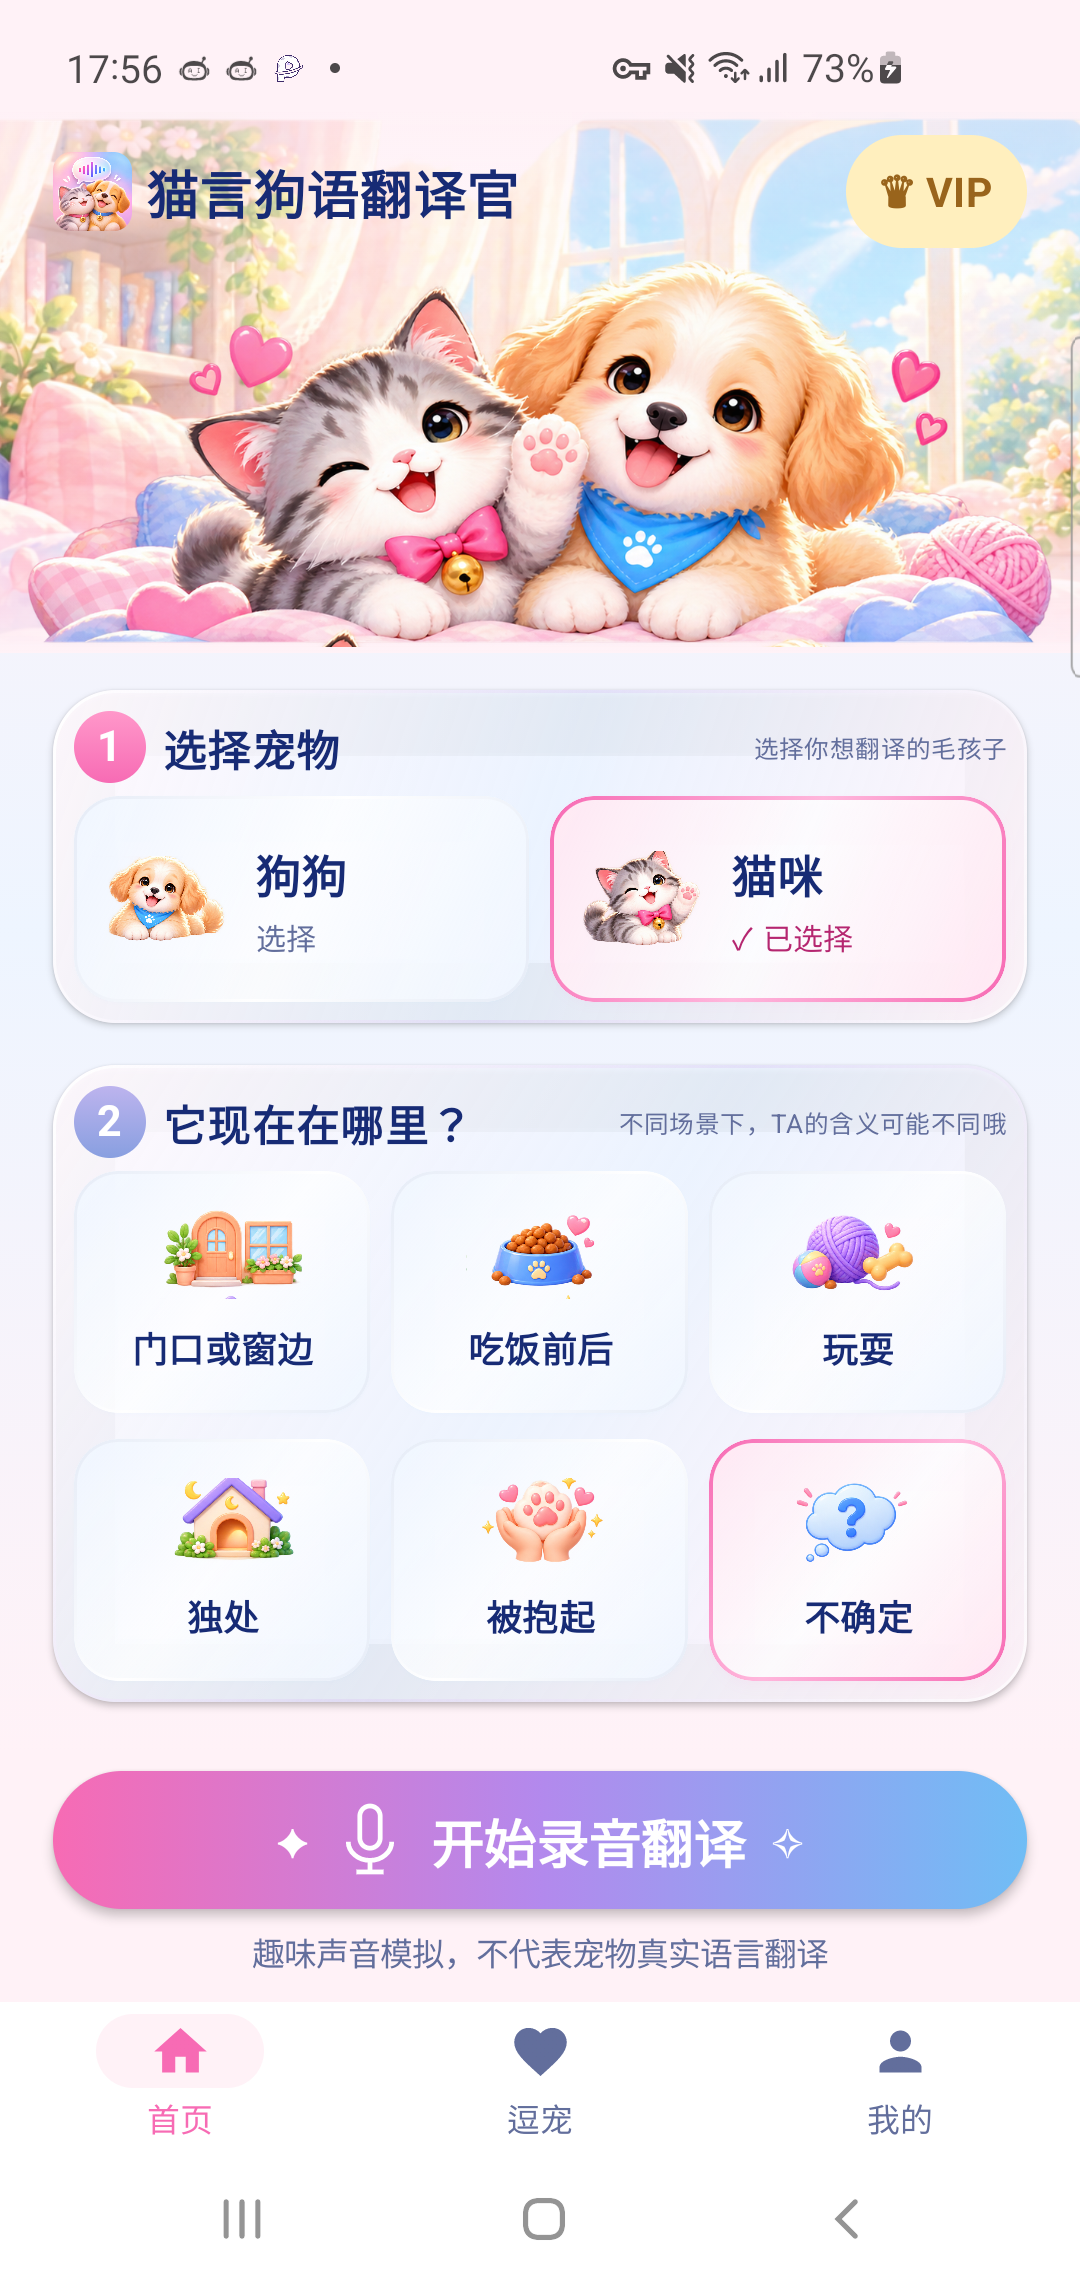 17:56
73%
猫言狗语翻译官
VIP
1
选择宠物
选择你想翻译的毛孩子
狗狗
选择
猫咪
✓ 已选择
2
它现在在哪里？
不同场景下，TA的含义可能不同哦
门口或窗边
吃饭前后
玩耍
独处
被抱起
?
不确定
开始录音翻译
趣味声音模拟，不代表宠物真实语言翻译
首页
逗宠
我的